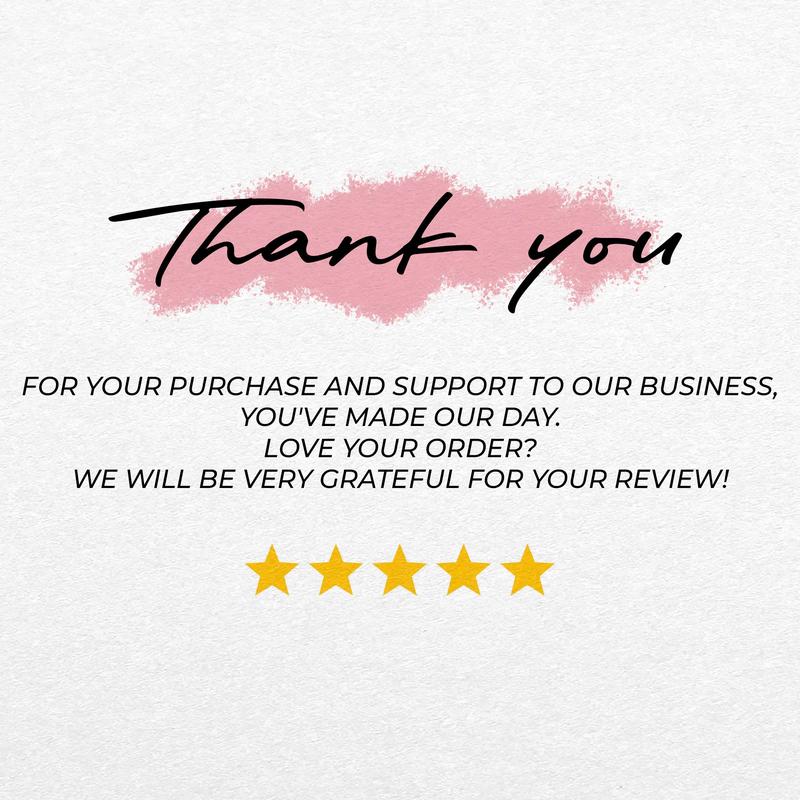 Thank you
FOR YOUR PURCHASE AND SUPPORT TO OUR BUSINESS,
YOU'VE MADE OUR DAY.
LOVE YOUR ORDER?
WE WILL BE VERY GRATEFUL FOR YOUR REVIEW!